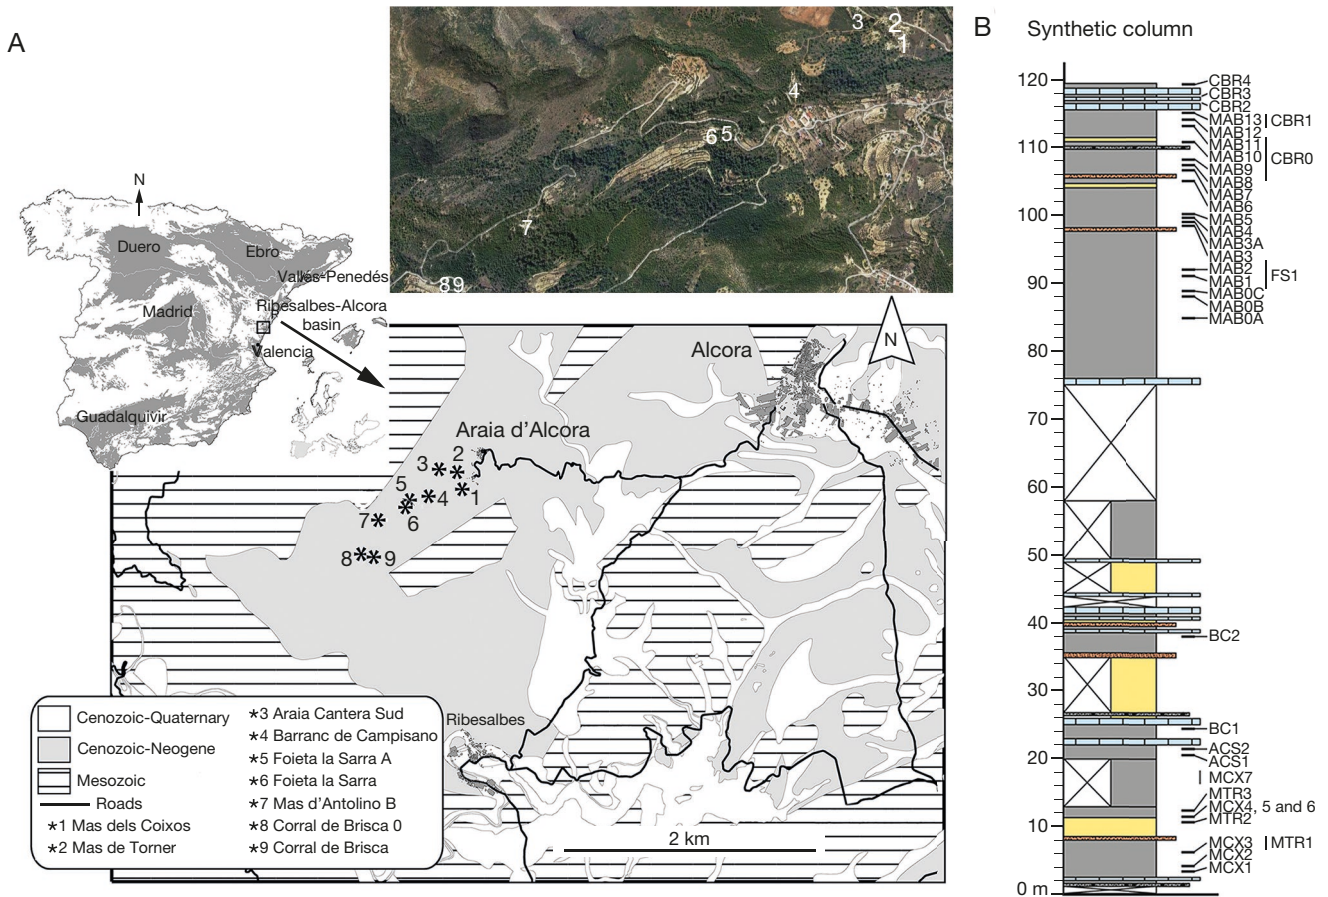 A
3
2
1
4
6
5
7
8
9
N
Duero
Ebro
Vallés-Penedés
Madrid
Ribesalbes-Alcora
basin
Valencia
Guadalquivir
N
Alcora
Araia d'Alcora
3
2
1
5
4
6
7
8
9
Ribesalbes
2 km
Cenozoic-Quaternary
Cenozoic-Neogene
Mesozoic
Roads
*1 Mas dels Coixos
*2 Mas de Torner
*3 Araia Cantera Sud
*4 Barranc de Campisano
*5 Foieta la Sarra A
*6 Foieta la Sarra
*7 Mas d'Antolino B
*8 Corral de Brisca 0
*9 Corral de Brisca
B
Synthetic column
120
110
100
90
80
70
60
50
40
30
20
10
0 m
CBR4
CBR3
CBR2
MAB13 CBR1
MAB12
MAB11
MAB10 CBR0
MAB9
MAB8
MAB7
MAB6
MAB5
MAB4
MAB3A
MAB3
MAB2
MAB1 FS1
MAB0C
MAB0B
MAB0A
BC2
BC1
ACS2
ACS1
MCX7
MTR3
MCX4, 5 and 6
MTR2
MCX3 MTR1
MCX2
MCX1